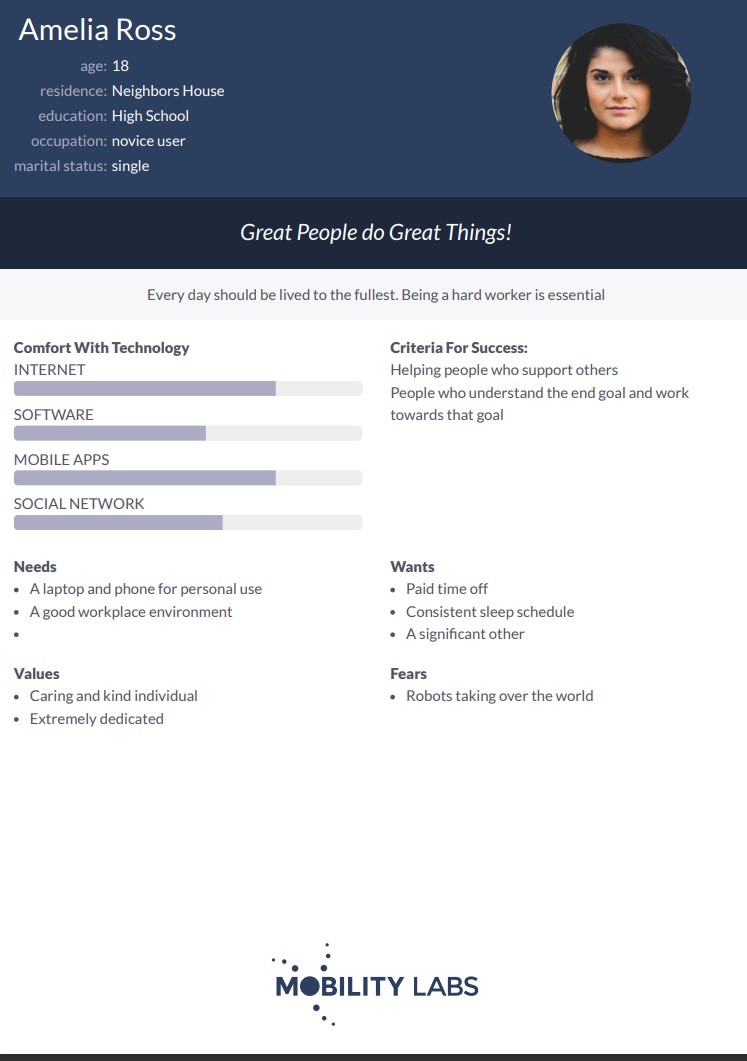 Amelia Ross
age: 18
residence: Neighbors House
education: High School
occupation: novice user
marital status: single
Great People do Great Things!
Every day should be lived to the fullest. Being a hard worker is essential
Comfort With Technology
INTERNET
SOFTWARE
MOBILE APPS
SOCIAL NETWORK
Criteria For Success:
Helping people who support others
People who understand the end goal and work
towards that goal
Needs
• A laptop and phone for personal use
• A good workplace environment
•
Wants
• Paid time off
• Consistent sleep schedule
• A significant other
Values
• Caring and kind individual
• Extremely dedicated
Fears
• Robots taking over the world
MOBILITY LABS